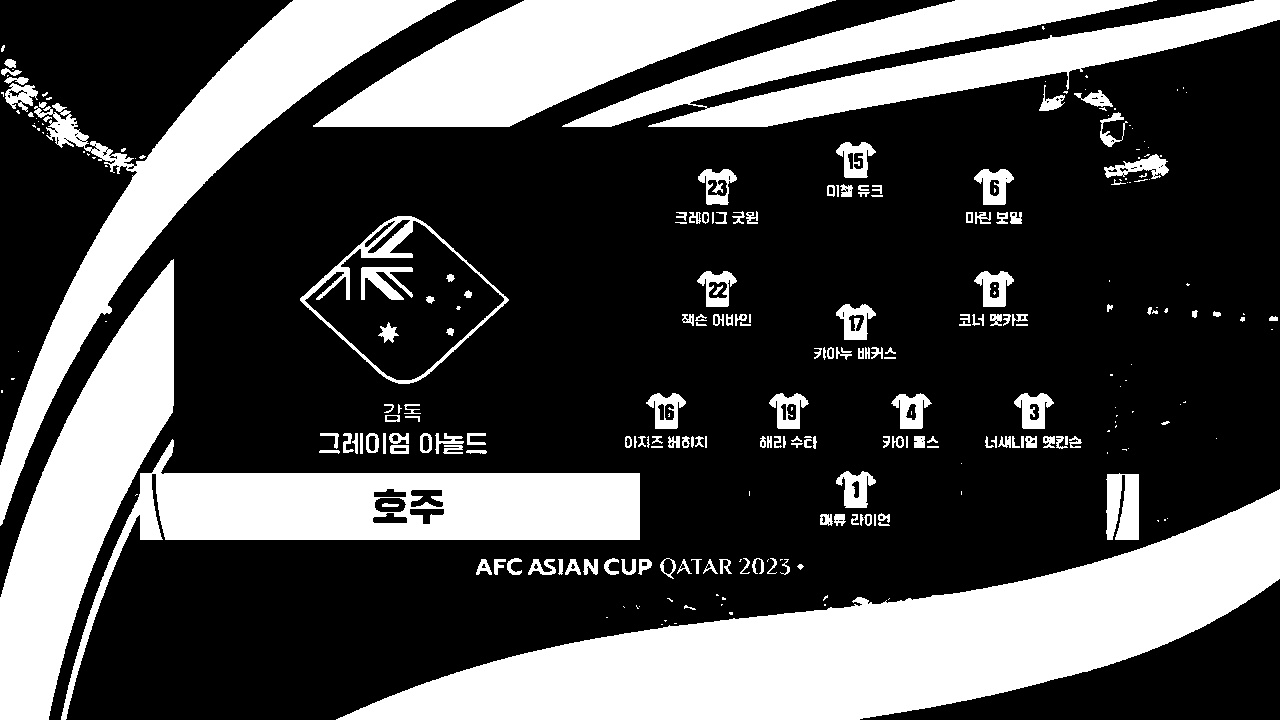 15
미첼 듀크
23
크레이그 굿윈
6
마틴 보일
22
잭슨 어바인
8
코너 멧카프
17
키아누 배커스
16
아지즈 베히치
19
해리 수타
4
카이 롤스
3
너새니얼 앳킨슨
1
매튜 라이언
감독
그레이엄 아놀드
호주
AFC ASIAN CUP QATAR 2023